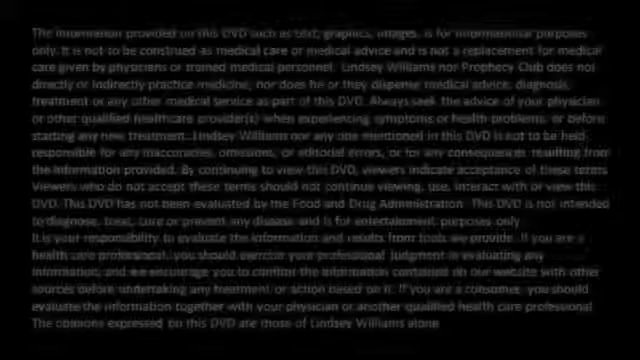 The information provided on this DVD such as text, graphics, images, is for informational purposes
only. It is not to be construed as medical care or medical advice and is not a replacement for medical
care given by physicians or trained medical personnel. Lindsey Williams nor Prophecy Club does not
directly or indirectly practice medicine, nor does he or they dispense medical advice, diagnosis,
treatment or any other medical service as part of this DVD. Always seek the advice of your physician
or other qualified healthcare provider(s) when experiencing symptoms or health problems, or before
starting any new treatment. Lindsey Williams nor any one mentioned in this DVD is not to be held
responsible for any inaccuracies, omissions, or editorial errors, or for any consequences resulting from
the information provided. By continuing to view this DVD, viewers indicate acceptance of these terms
Viewers who do not accept these terms should not continue viewing, use, interact with or view this
DVD. This DVD has not been evaluated by the Food and Drug Administration. This DVD is not intended
to diagnose, treat, cure or prevent any disease and is for entertainment purposes only
It is your responsibility to evaluate the information and results from tools we provide. If you are a
health care professional, you should exercise your professional judgment in evaluating any
information, and we encourage you to confirm the information contained on our website with other
sources before undertaking any treatment or action based on it. If you are a consumer, you should
evaluate the information together with your physician or another qualified health care professional
The opinions expressed on this DVD are those of Lindsey Williams alone